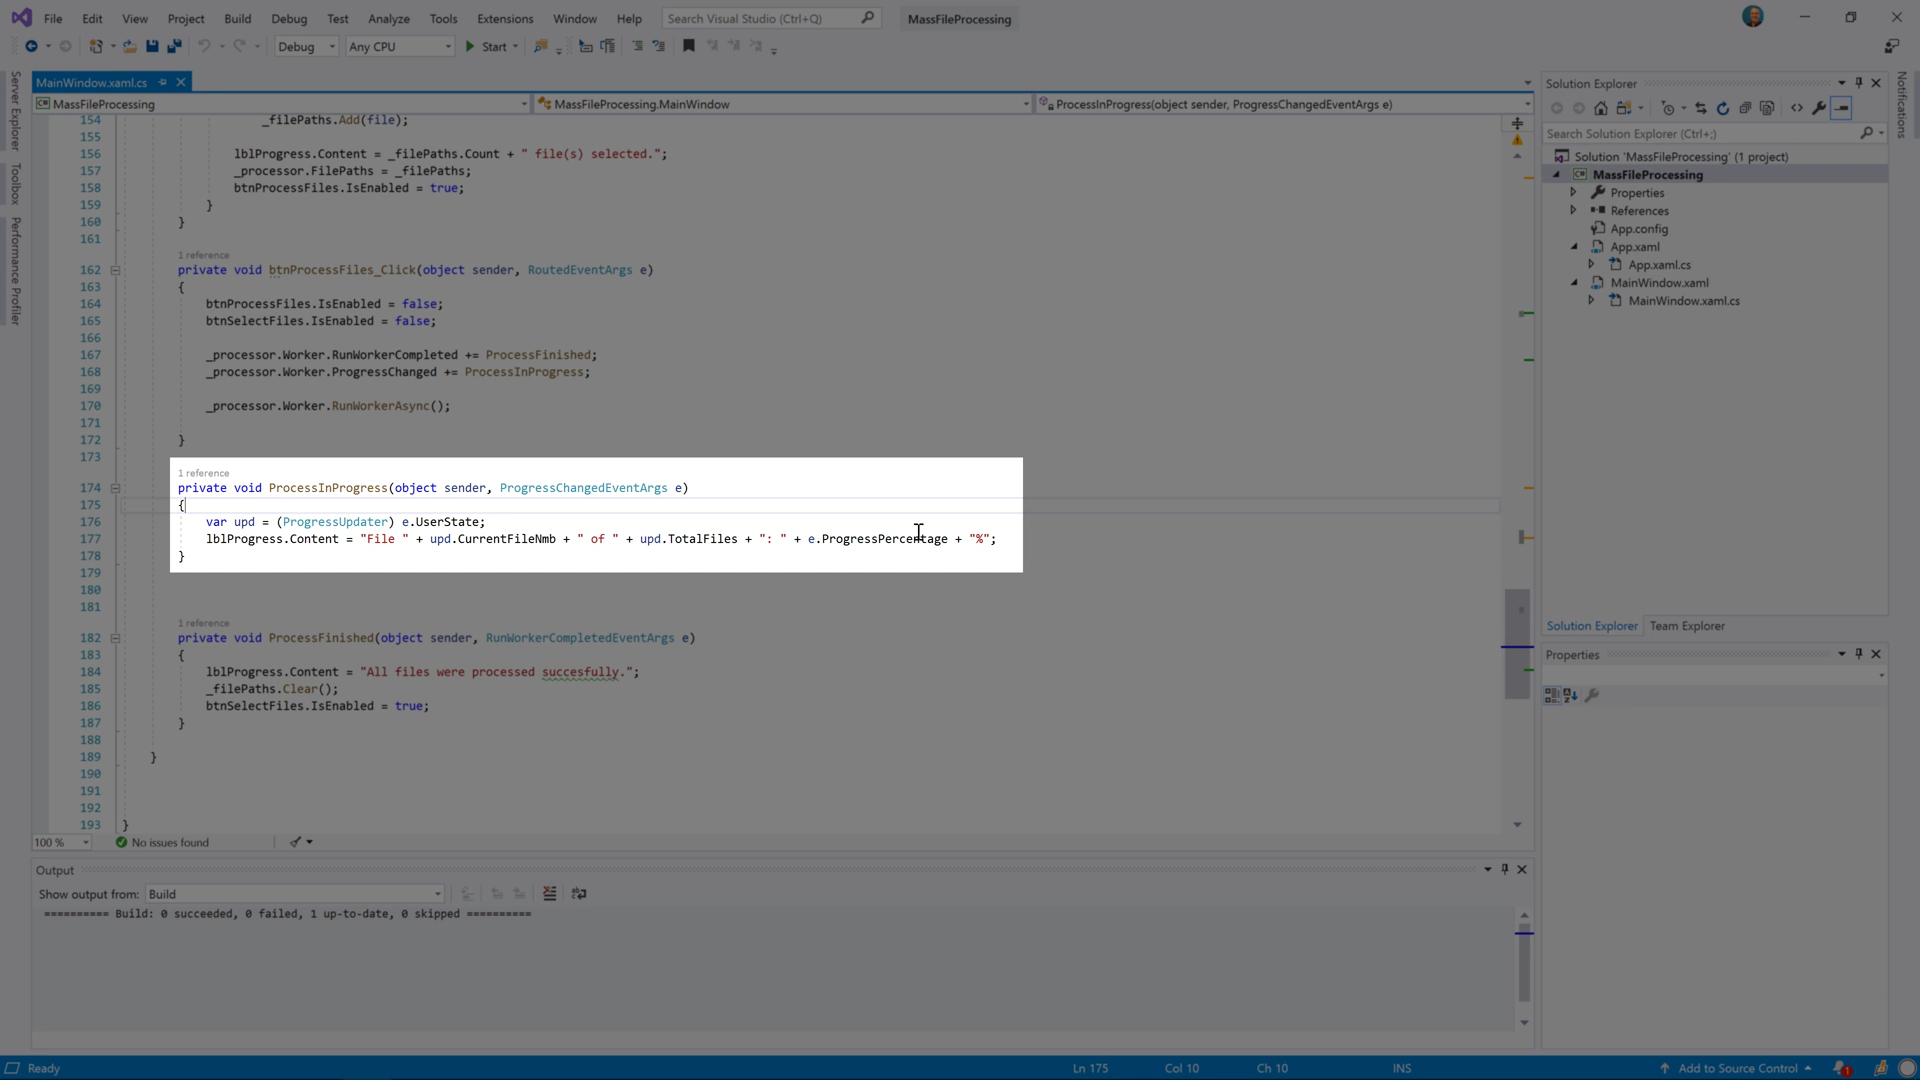 File Edit View Project Build Debug Test Analyze Tools Extensions Window Help Search Visual Studio (Ctrl+Q) MassFileProcessing
Debug Any CPU Start
Server Explorer
Toolbox
Performance Profiler
MainWindow.xaml.cs
MassFileProcessing MassFileProcessing.MainWindow ProcessInProgress(object sender, ProgressChangedEventArgs e)
154 _filePaths.Add(file);
155
156 lblProgress.Content = _filePaths.Count + " file(s) selected.";
157 _processor.FilePaths = _filePaths;
158 btnProcessFiles.IsEnabled = true;
159 }
160 }
161
1 reference
162 private void btnProcessFiles_Click(object sender, RoutedEventArgs e)
163 {
164 btnProcessFiles.IsEnabled = false;
165 btnSelectFiles.IsEnabled = false;
166
167 _processor.Worker.RunWorkerCompleted += ProcessFinished;
168 _processor.Worker.ProgressChanged += ProcessInProgress;
169
170 _processor.Worker.RunWorkerAsync();
171
172 }
173
1 reference
174 private void ProcessInProgress(object sender, ProgressChangedEventArgs e)
175 {
176 var upd = (ProgressUpdater) e.UserState;
177 lblProgress.Content = "File " + upd.CurrentFileNmb + " of " + upd.TotalFiles + ": " + e.ProgressPercentage + "%";
178 }
179
180
181
1 reference
182 private void ProcessFinished(object sender, RunWorkerCompletedEventArgs e)
183 {
184 lblProgress.Content = "All files were processed succesfully.";
185 _filePaths.Clear();
186 btnSelectFiles.IsEnabled = true;
187 }
188
189 }
190
191
192
193 }
100 % No issues found
Output
Show output from: Build
========== Build: 0 succeeded, 0 failed, 1 up-to-date, 0 skipped ==========
Solution Explorer
Search Solution Explorer (Ctrl+;)
Solution 'MassFileProcessing' (1 project)
MassFileProcessing
Properties
References
App.config
App.xaml
App.xaml.cs
MainWindow.xaml
MainWindow.xaml.cs
Solution Explorer Team Explorer
Properties
Notifications
Ready Ln 175 Col 10 Ch 10 INS Add to Source Control 1